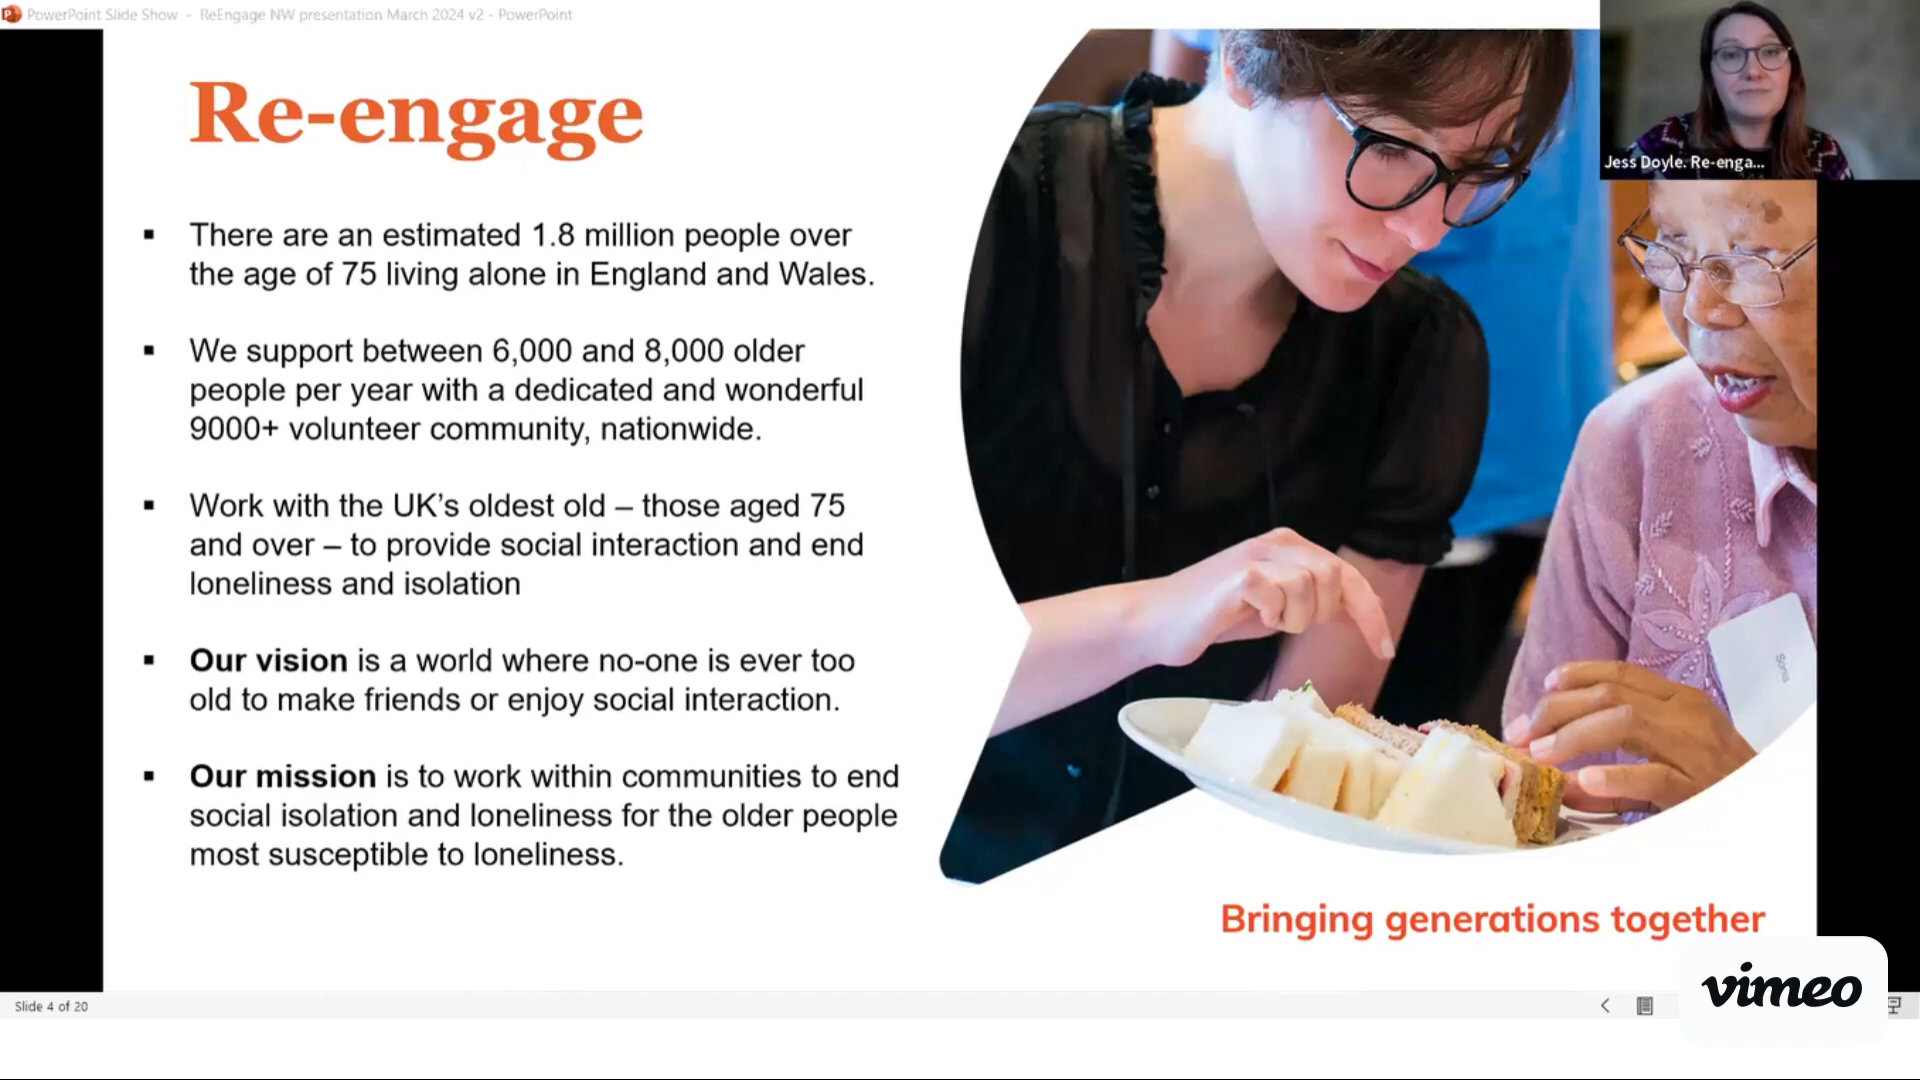 PowerPoint Slide Show - ReEngage NW presentation March 2024 v2 - PowerPoint
Jess Doyle. Re-enga...
Re-engage
▪ There are an estimated 1.8 million people over
the age of 75 living alone in England and Wales.
▪ We support between 6,000 and 8,000 older
people per year with a dedicated and wonderful
9000+ volunteer community, nationwide.
▪ Work with the UK’s oldest old – those aged 75
and over – to provide social interaction and end
loneliness and isolation
▪ Our vision is a world where no-one is ever too
old to make friends or enjoy social interaction.
▪ Our mission is to work within communities to end
social isolation and loneliness for the older people
most susceptible to loneliness.
Sonia
Bringing generations together
vimeo
Slide 4 of 20